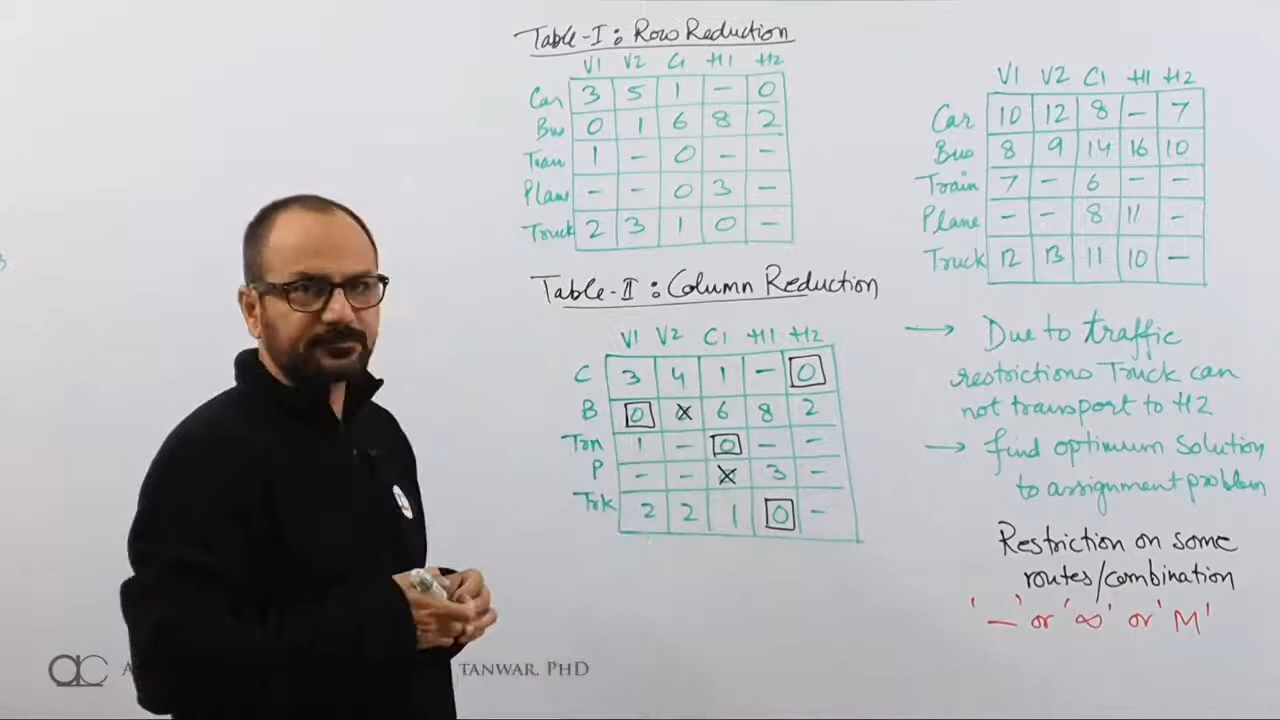 Table-I : Row Reduction
V1 V2 C1 H1 H2
Car 3 5 1 - 0
Bus 0 1 6 8 2
Train 1 - 0 - -
Plane - - 0 3 -
Truck 2 3 1 0 -
Table-II : Column Reduction
V1 V2 C1 H1 H2
C 3 4 1 - 0
B 0 × 6 8 2
Trn 1 - 0 - -
P - - × 3 -
Trk 2 2 1 0 -
V1 V2 C1 H1 H2
Car 10 12 8 - 7
Bus 8 9 14 16 10
Train 7 - 6 - -
Plane - - 8 11 -
Truck 12 13 11 10 -
→ Due to traffic
restrictions Truck can
not transport to H2
→ find optimum solution
to assignment problem
Restriction on some
routes/combination
'—' or '∞' or 'M'
TANWAR, PHD